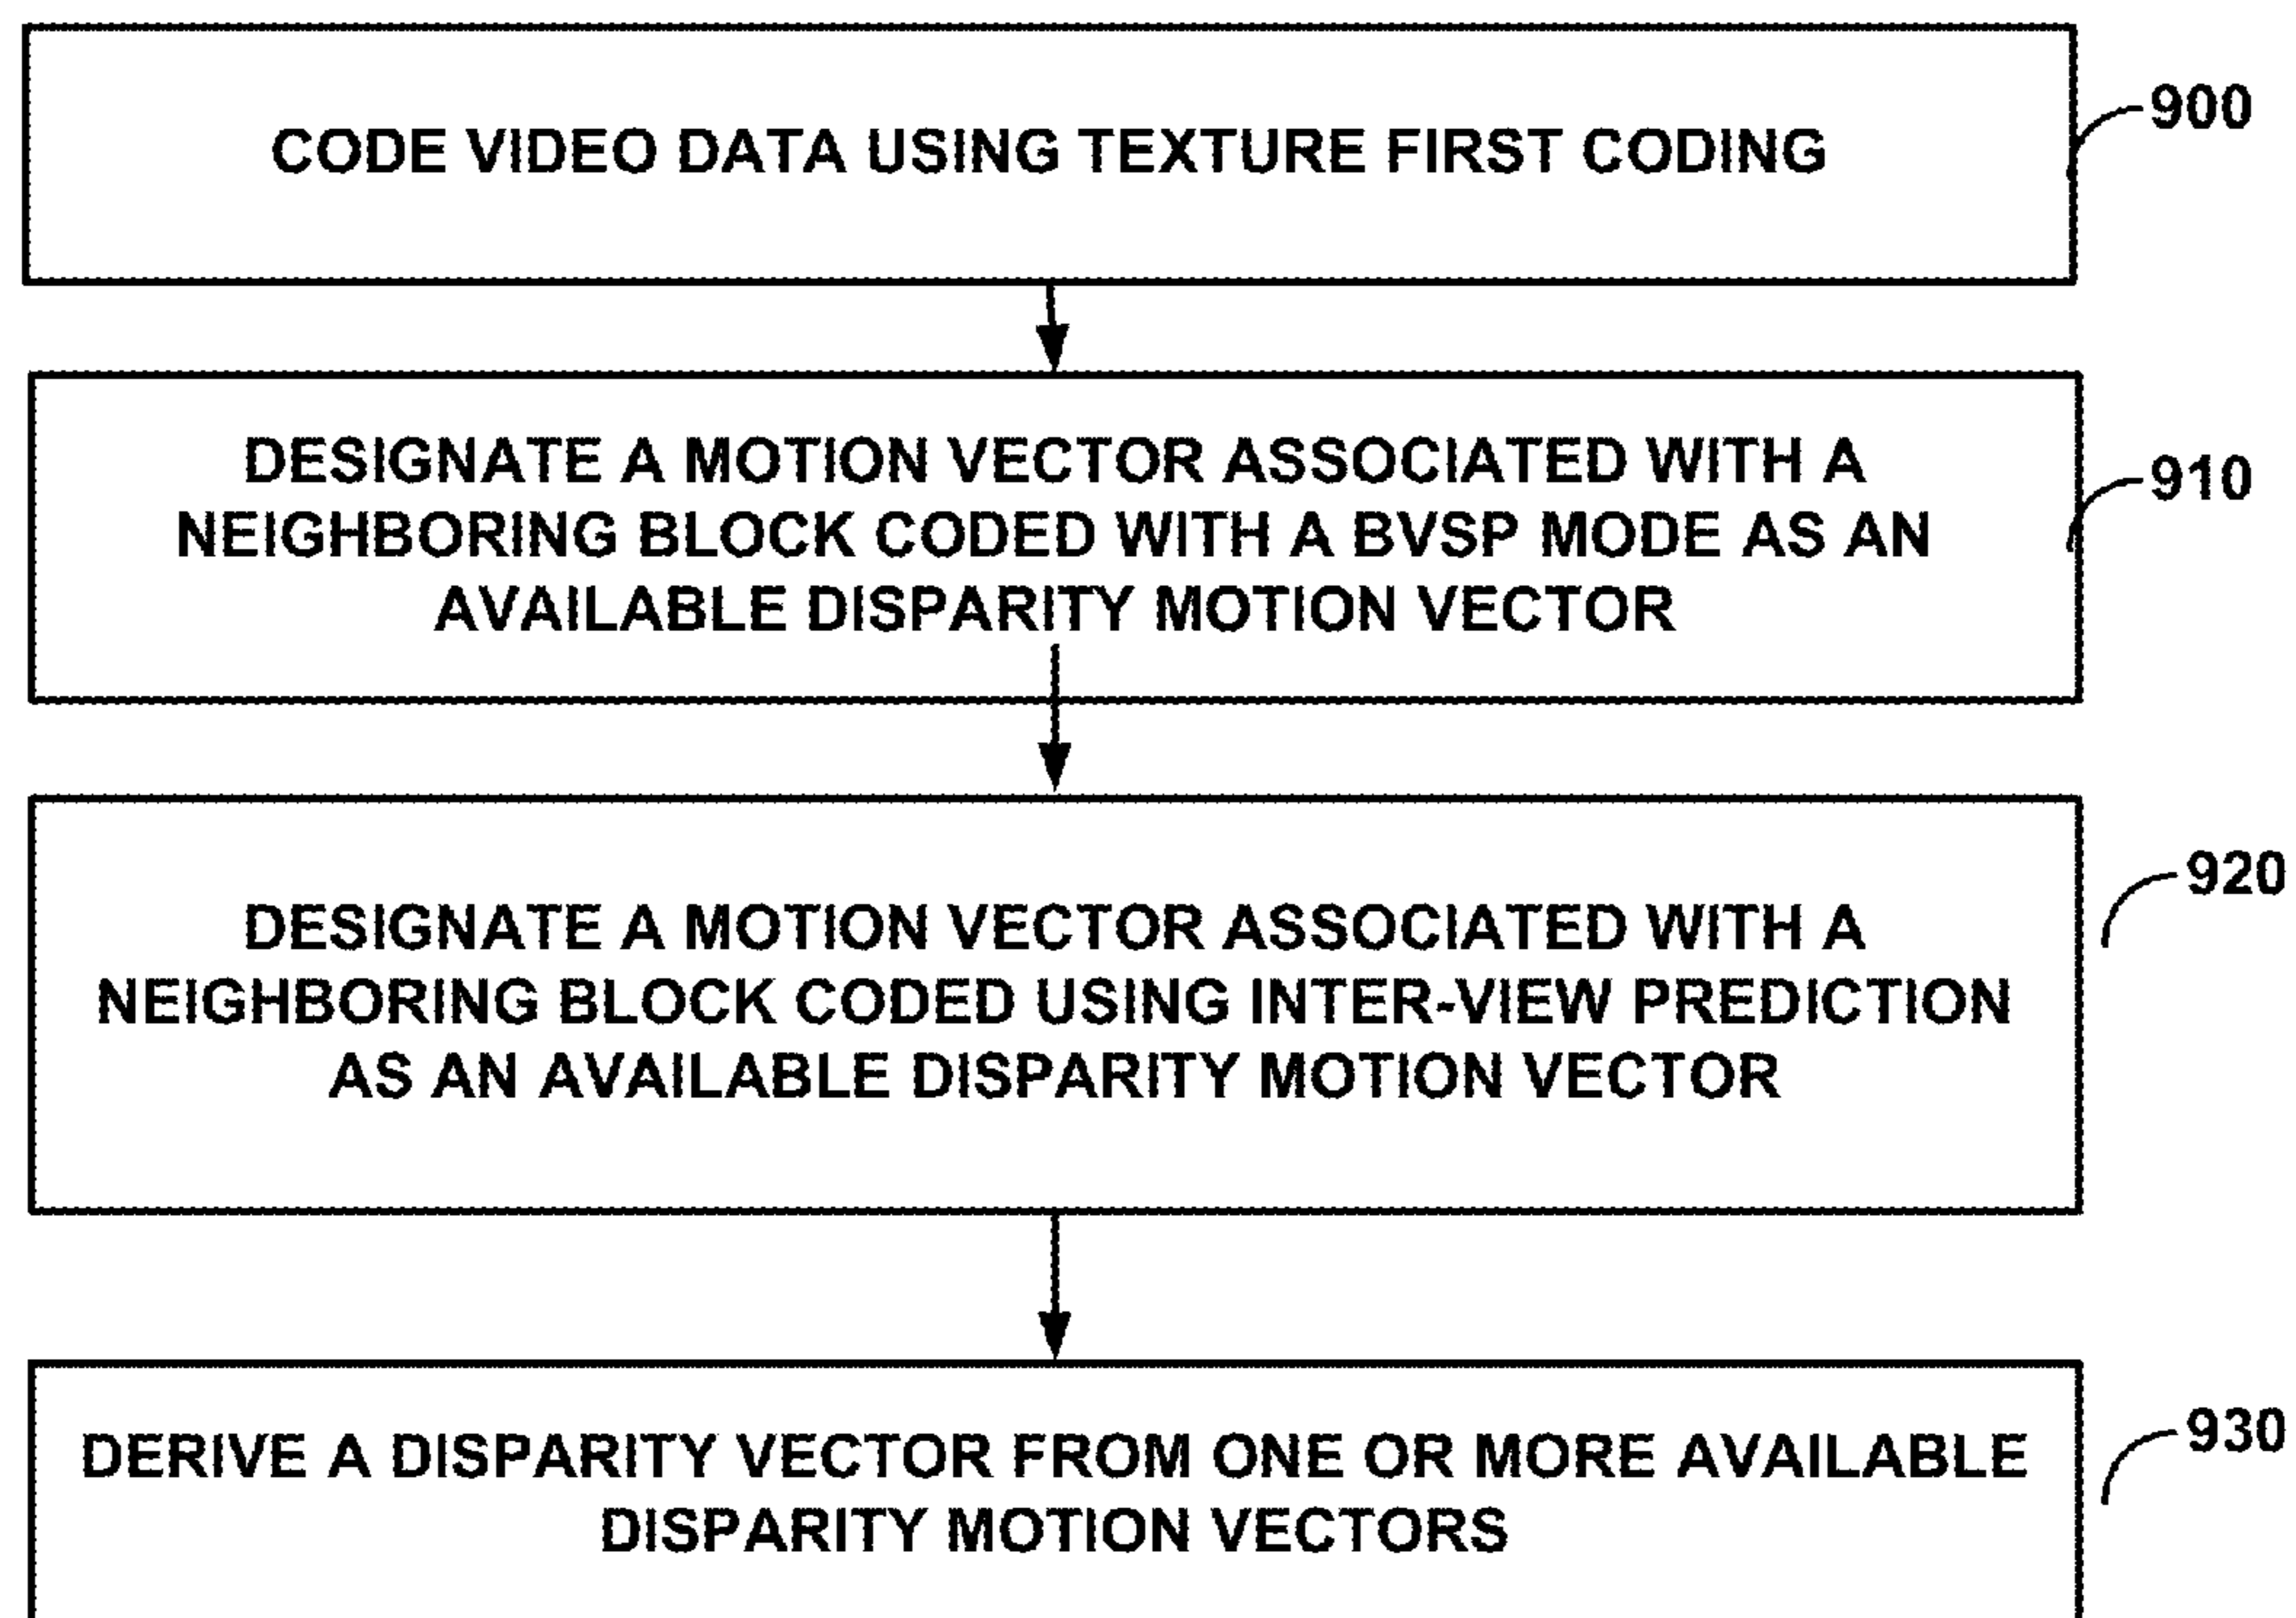 CODE VIDEO DATA USING TEXTURE FIRST CODING
900
DESIGNATE A MOTION VECTOR ASSOCIATED WITH A
NEIGHBORING BLOCK CODED WITH A BVSP MODE AS AN
AVAILABLE DISPARITY MOTION VECTOR
910
DESIGNATE A MOTION VECTOR ASSOCIATED WITH A
NEIGHBORING BLOCK CODED USING INTER-VIEW PREDICTION
AS AN AVAILABLE DISPARITY MOTION VECTOR
920
DERIVE A DISPARITY VECTOR FROM ONE OR MORE AVAILABLE
DISPARITY MOTION VECTORS
930